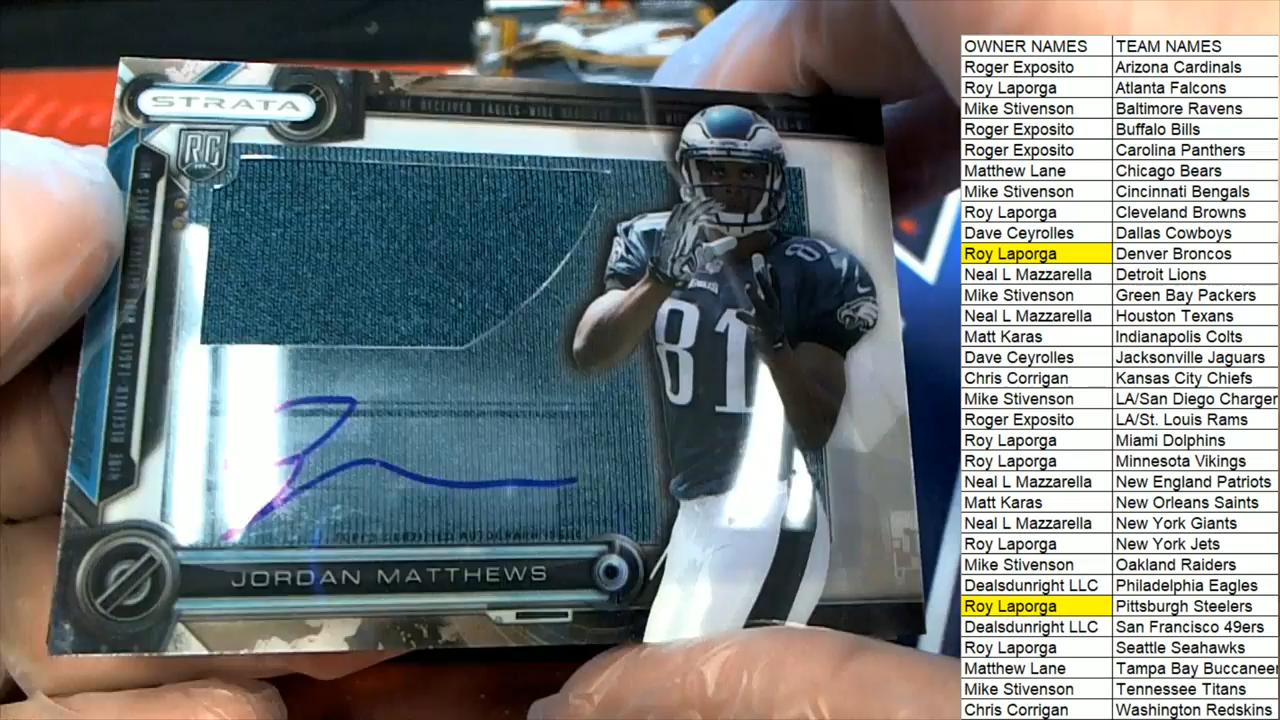 STRATA
RC
81
81
JORDAN MATTHEWS
OWNER NAMES TEAM NAMES
Roger Exposito Arizona Cardinals
Roy Laporga Atlanta Falcons
Mike Stivenson Baltimore Ravens
Roger Exposito Buffalo Bills
Roger Exposito Carolina Panthers
Matthew Lane Chicago Bears
Mike Stivenson Cincinnati Bengals
Roy Laporga Cleveland Browns
Dave Ceyrolles Dallas Cowboys
Roy Laporga Denver Broncos
Neal L Mazzarella Detroit Lions
Mike Stivenson Green Bay Packers
Neal L Mazzarella Houston Texans
Matt Karas Indianapolis Colts
Dave Ceyrolles Jacksonville Jaguars
Chris Corrigan Kansas City Chiefs
Mike Stivenson LA/San Diego Charger
Roger Exposito LA/St. Louis Rams
Roy Laporga Miami Dolphins
Roy Laporga Minnesota Vikings
Neal L Mazzarella New England Patriots
Matt Karas New Orleans Saints
Neal L Mazzarella New York Giants
Roy Laporga New York Jets
Mike Stivenson Oakland Raiders
Dealsdunright LLC Philadelphia Eagles
Roy Laporga Pittsburgh Steelers
Dealsdunright LLC San Francisco 49ers
Roy Laporga Seattle Seahawks
Matthew Lane Tampa Bay Buccaneer
Mike Stivenson Tennessee Titans
Chris Corrigan Washington Redskins